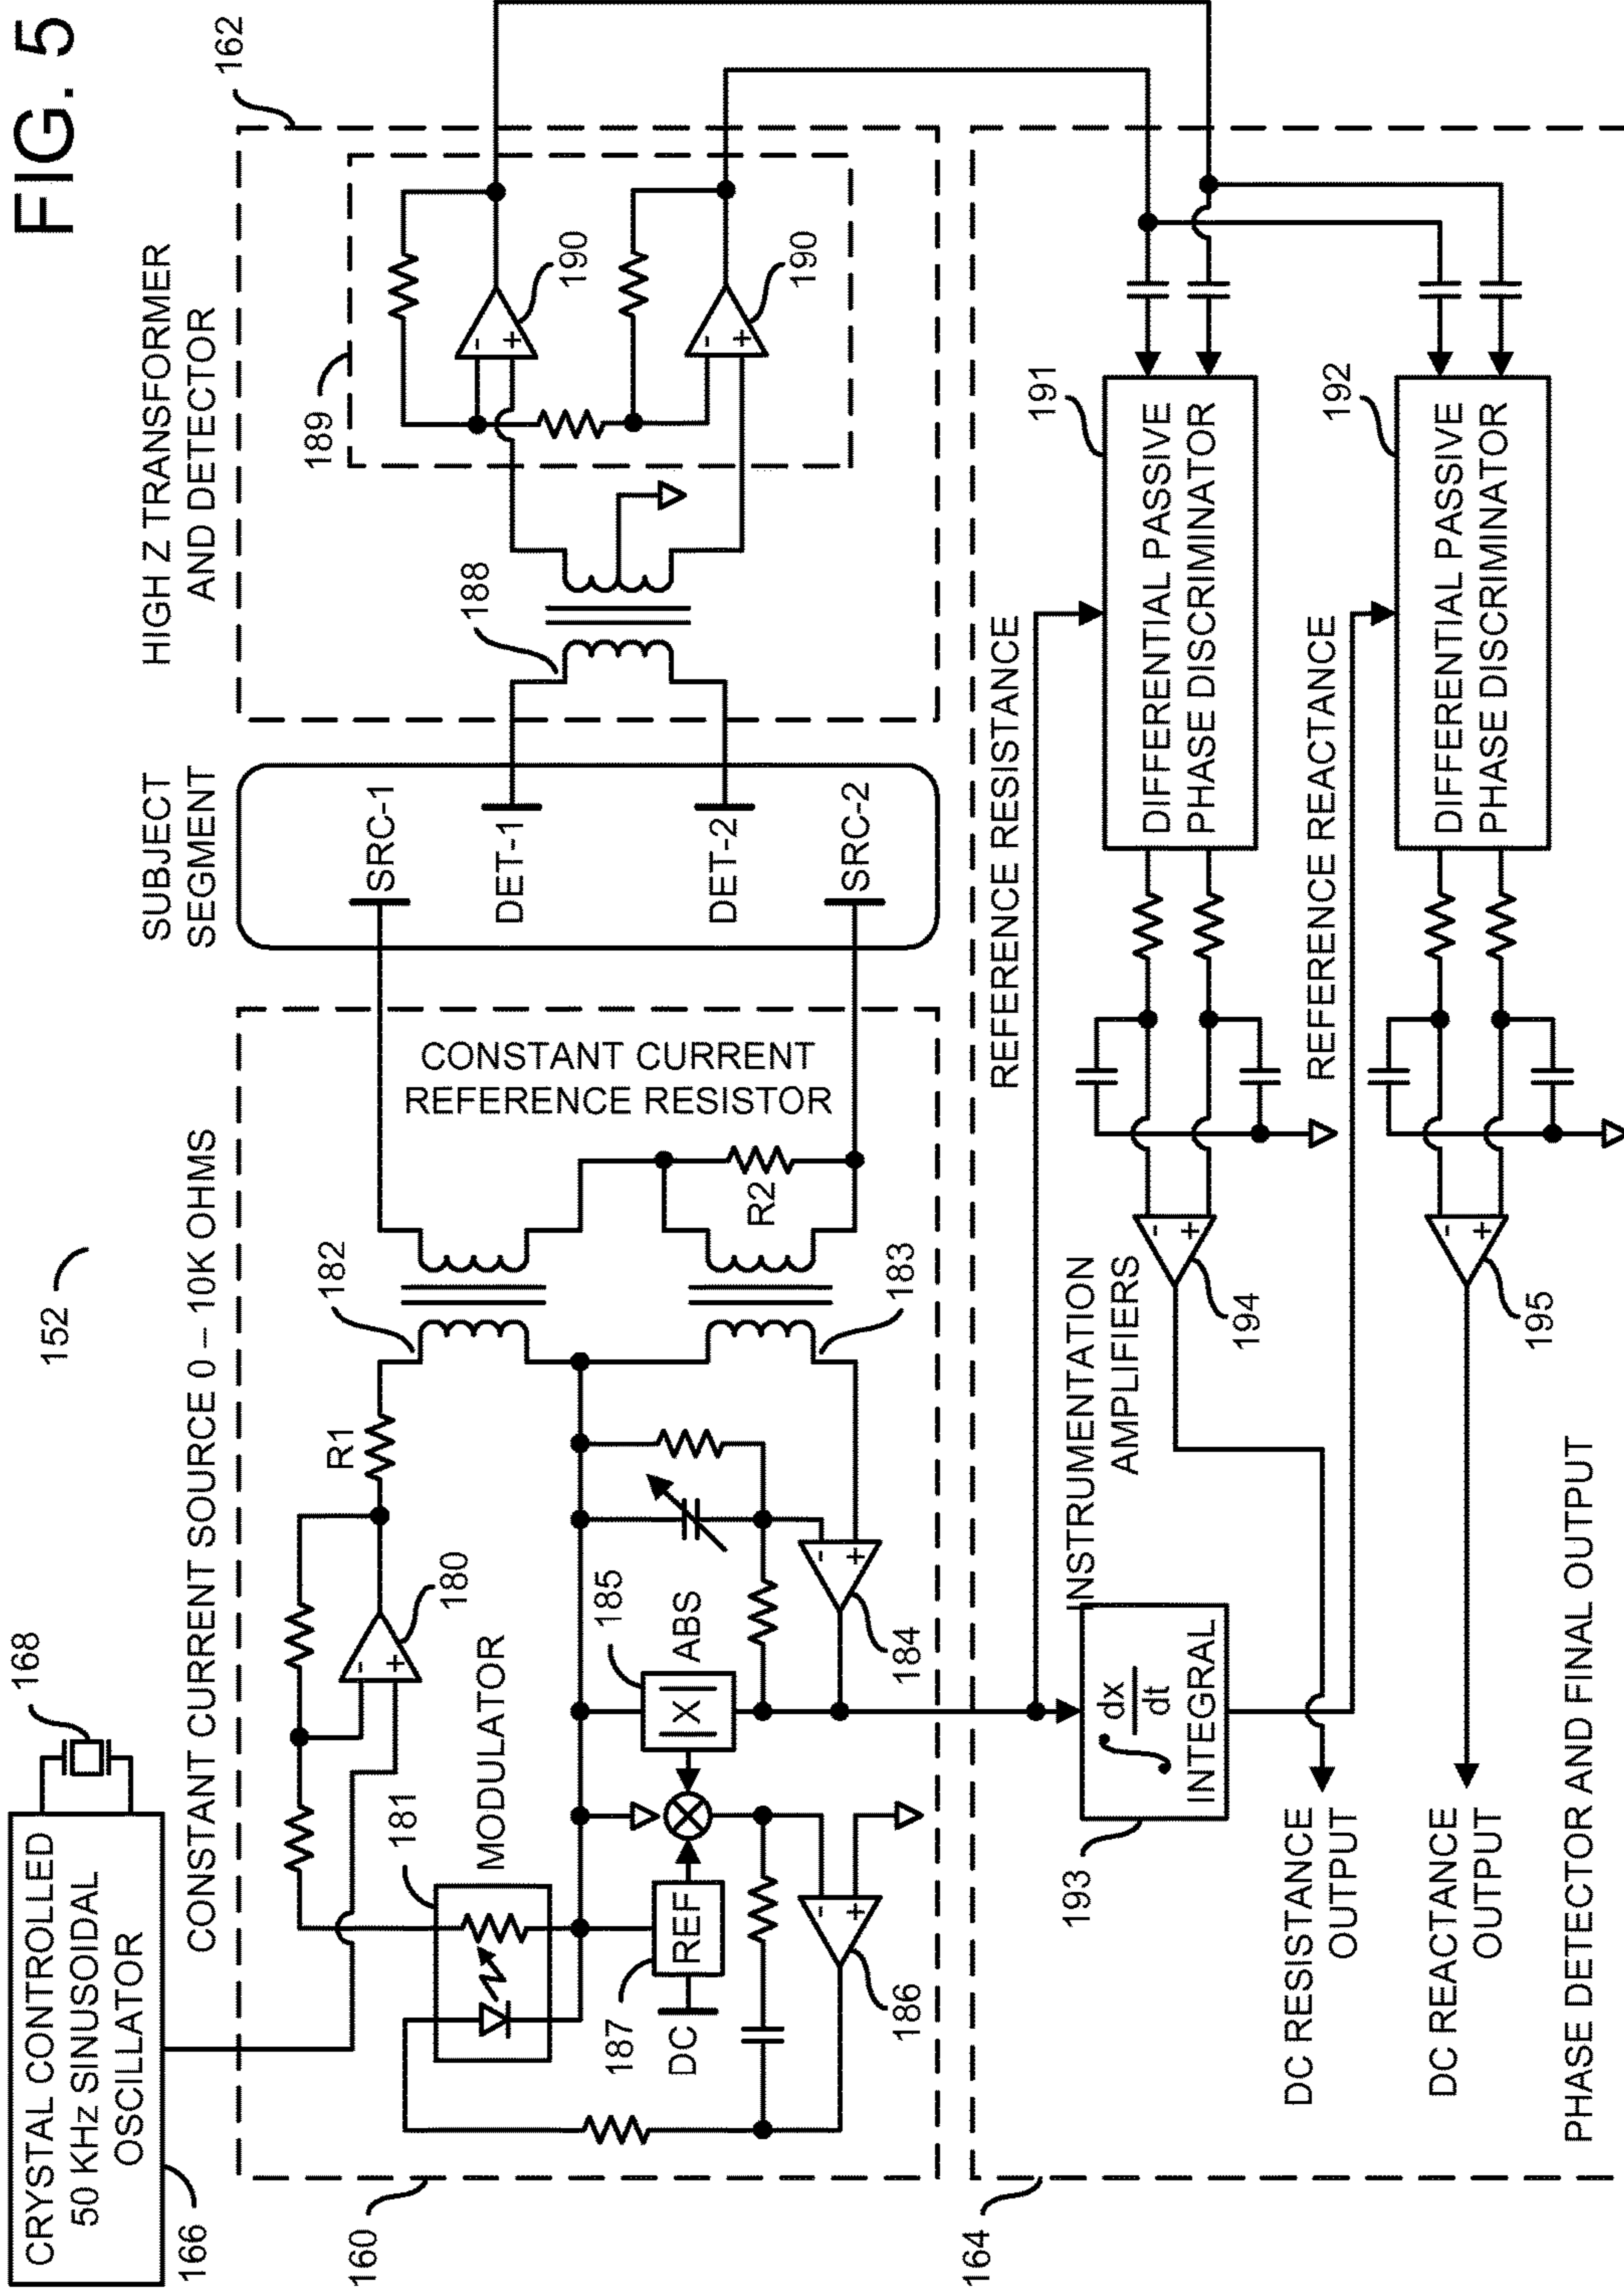 FIG. 5
152
CRYSTAL CONTROLLED
50 KHz SINUSOIDAL
OSCILLATOR
166
168
CONSTANT CURRENT SOURCE 0 – 10K OHMS
160
180
R1
182
181
MODULATOR
185
ABS
|X|
187
REF
DC
186
184
183
R2
CONSTANT CURRENT
REFERENCE RESISTOR
-
+
-
+
-
+
SUBJECT
SEGMENT
SRC-1
DET-1
DET-2
SRC-2
HIGH Z TRANSFORMER
AND DETECTOR
162
188
189
190
190
-
+
-
+
164
REFERENCE RESISTANCE
REFERENCE REACTANCE
191
DIFFERENTIAL PASSIVE
PHASE DISCRIMINATOR
192
DIFFERENTIAL PASSIVE
PHASE DISCRIMINATOR
INSTRUMENTATION
AMPLIFIERS
-
+
194
-
+
195
∫ dx
dt
INTEGRAL
193
DC RESISTANCE
OUTPUT
DC REACTANCE
OUTPUT
PHASE DETECTOR AND FINAL OUTPUT